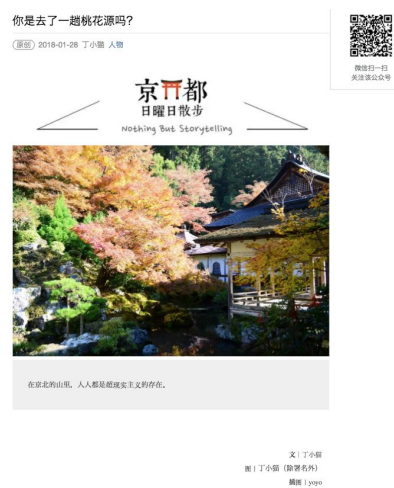 你是去了一趟桃花源吗？
原创 2018-01-28 丁小猫 人物
微信扫一扫
关注该公众号
京都
日曜日散步
Nothing But Storytelling
在京北的山里，人人都是超现实主义的存在。
文｜丁小猫
图｜丁小猫（除署名外）
插图｜yoyo